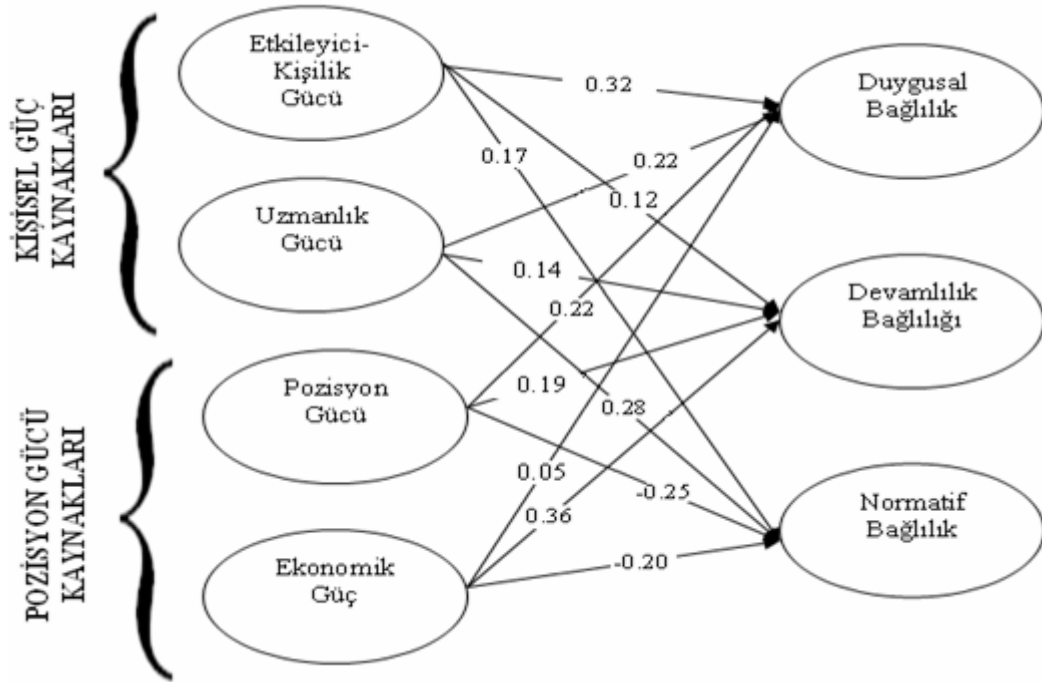 KİŞİSEL GÜÇ
KAYNAKLARI
POZİSYON GÜCÜ
KAYNAKLARI
Etkileyici-
Kişilik
Gücü
Uzmanlık
Gücü
Pozisyon
Gücü
Ekonomik
Güç
0.32
0.17
0.22
0.12
0.14
0.22
0.19
0.28
0.05
-0.25
0.36
-0.20
Duygusal
Bağlılık
Devamlılık
Bağlılığı
Normatif
Bağlılık